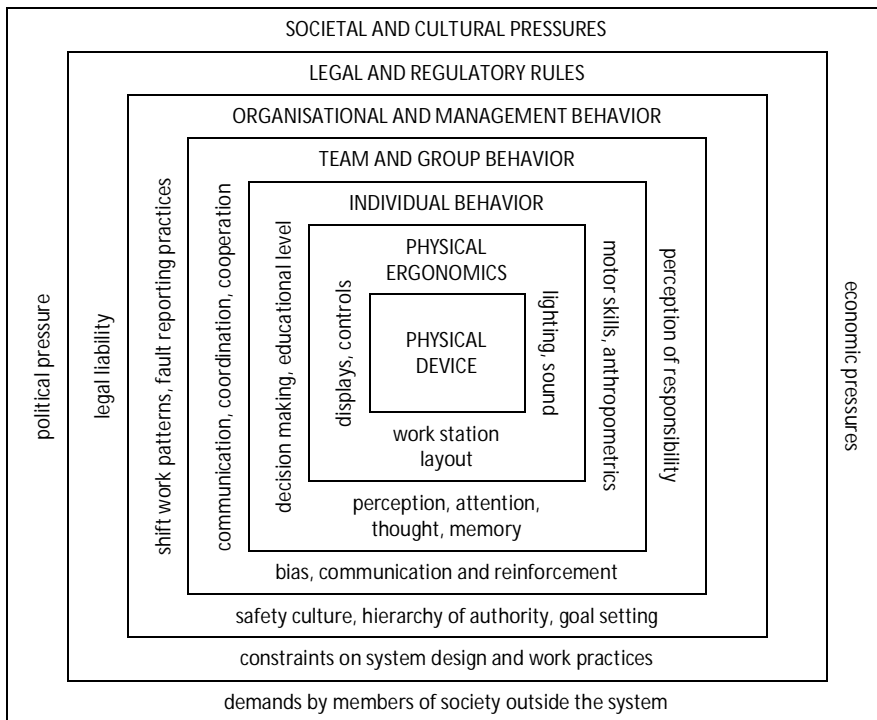 SOCIETAL AND CULTURAL PRESSURES
LEGAL AND REGULATORY RULES
ORGANISATIONAL AND MANAGEMENT BEHAVIOR
TEAM AND GROUP BEHAVIOR
INDIVIDUAL BEHAVIOR
PHYSICAL
ERGONOMICS
PHYSICAL
DEVICE
political pressure
legal liability
shift work patterns, fault reporting practices
communication, coordination, cooperation
decision making, educational level
displays, controls
lighting, sound
motor skills, anthropometrics
perception of responsibility
economic pressures
work station
layout
perception, attention,
thought, memory
bias, communication and reinforcement
safety culture, hierarchy of authority, goal setting
constraints on system design and work practices
demands by members of society outside the system